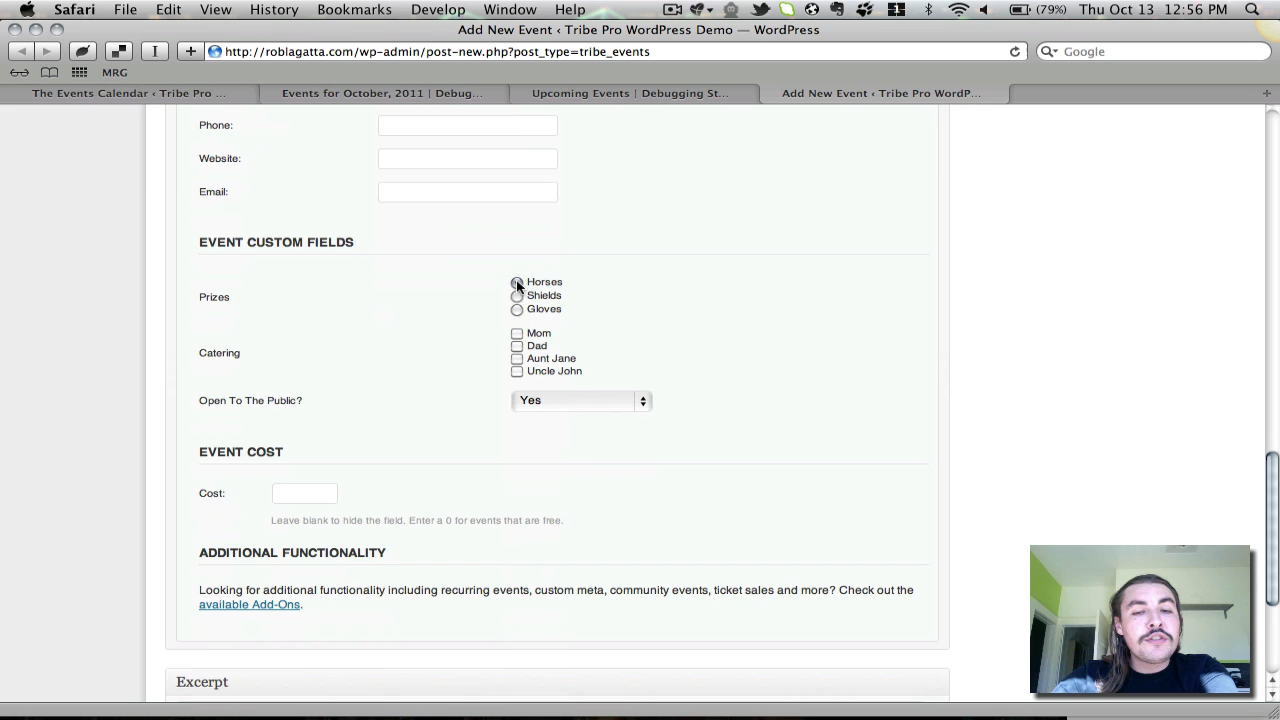 Safari File Edit View History Bookmarks Develop Window Help (79%) Thu Oct 13 12:56 PM
Add New Event ‹ Tribe Pro WordPress Demo — WordPress
http://roblagatta.com/wp-admin/post-new.php?post_type=tribe_events
Google
MRG
The Events Calendar ‹ Tribe Pro ...
Events for October, 2011 | Debug...
Upcoming Events | Debugging St...
Add New Event ‹ Tribe Pro WordP...
Phone:
Website:
Email:
EVENT CUSTOM FIELDS
Prizes
Horses
Shields
Gloves
Catering
Mom
Dad
Aunt Jane
Uncle John
Open To The Public?
Yes
EVENT COST
Cost:
Leave blank to hide the field. Enter a 0 for events that are free.
ADDITIONAL FUNCTIONALITY
Looking for additional functionality including recurring events, custom meta, community events, ticket sales and more? Check out the
available Add-Ons.
Excerpt